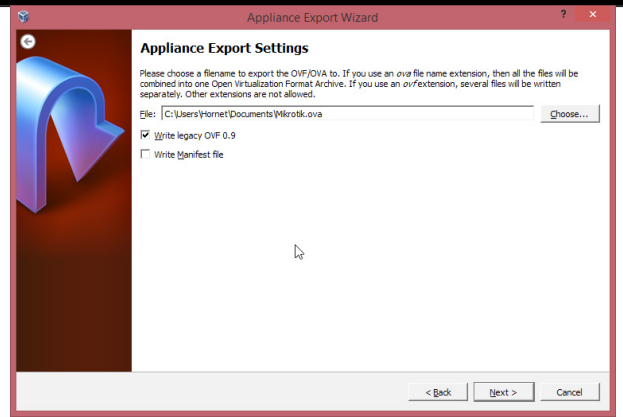 Appliance Export Wizard
?
×
Appliance Export Settings
Please choose a filename to export the OVF/OVA to. If you use an ova file name extension, then all the files will be
combined into one Open Virtualization Format Archive. If you use an ovf extension, several files will be written
separately. Other extensions are not allowed.
File: C:\Users\Hornet\Documents\Mikrotik.ova Choose...
Write legacy OVF 0.9
Write Manifest file
< Back Next > Cancel